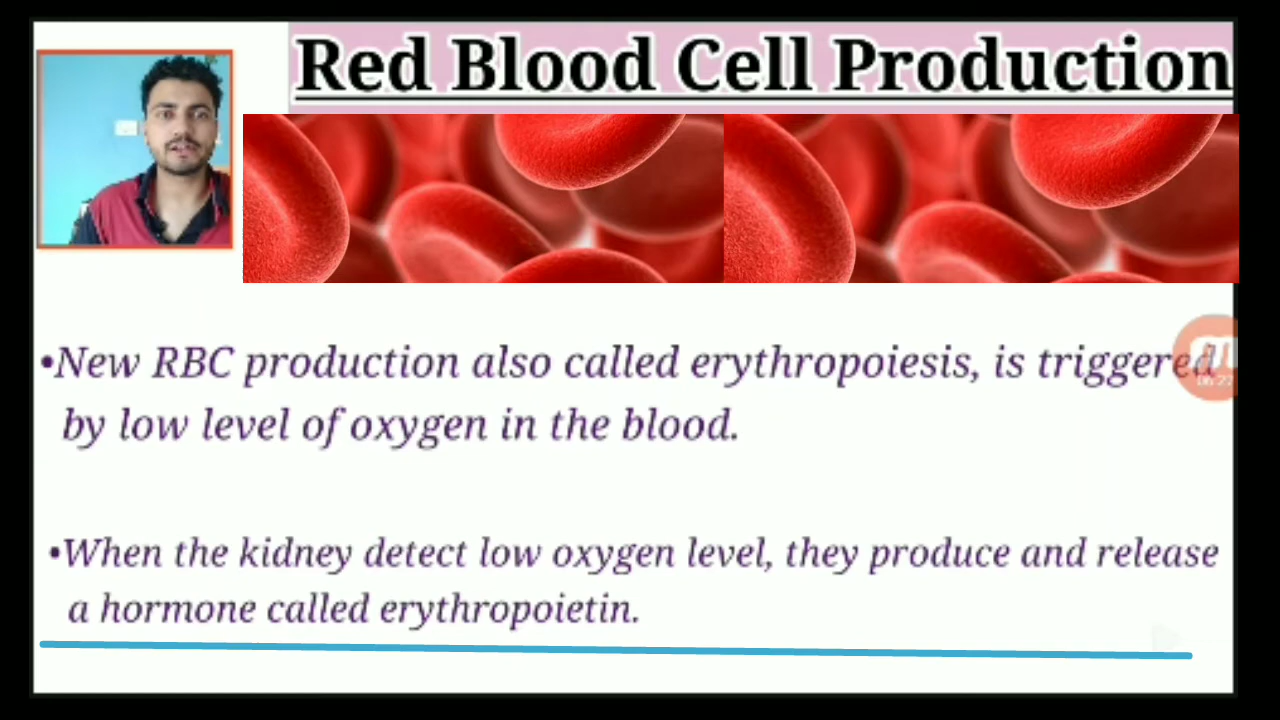 Red Blood Cell Production
•New RBC production also called erythropoiesis, is triggered
by low level of oxygen in the blood.
•When the kidney detect low oxygen level, they produce and release
a hormone called erythropoietin.